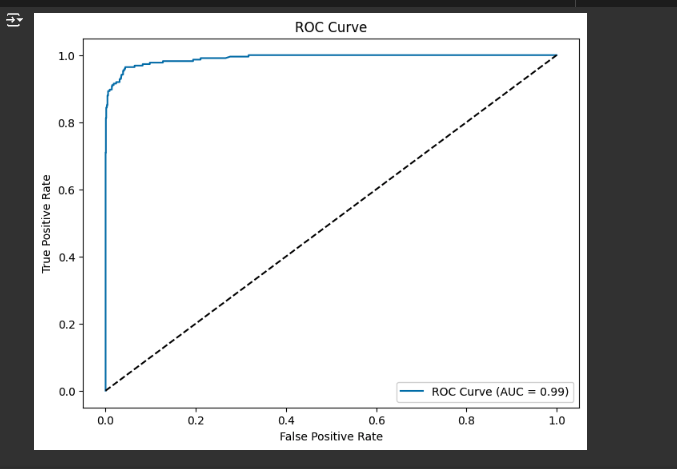 ROC Curve
True Positive Rate
1.0
0.8
0.6
0.4
0.2
0.0
ROC Curve (AUC = 0.99)
0.0 0.2 0.4 0.6 0.8 1.0
False Positive Rate